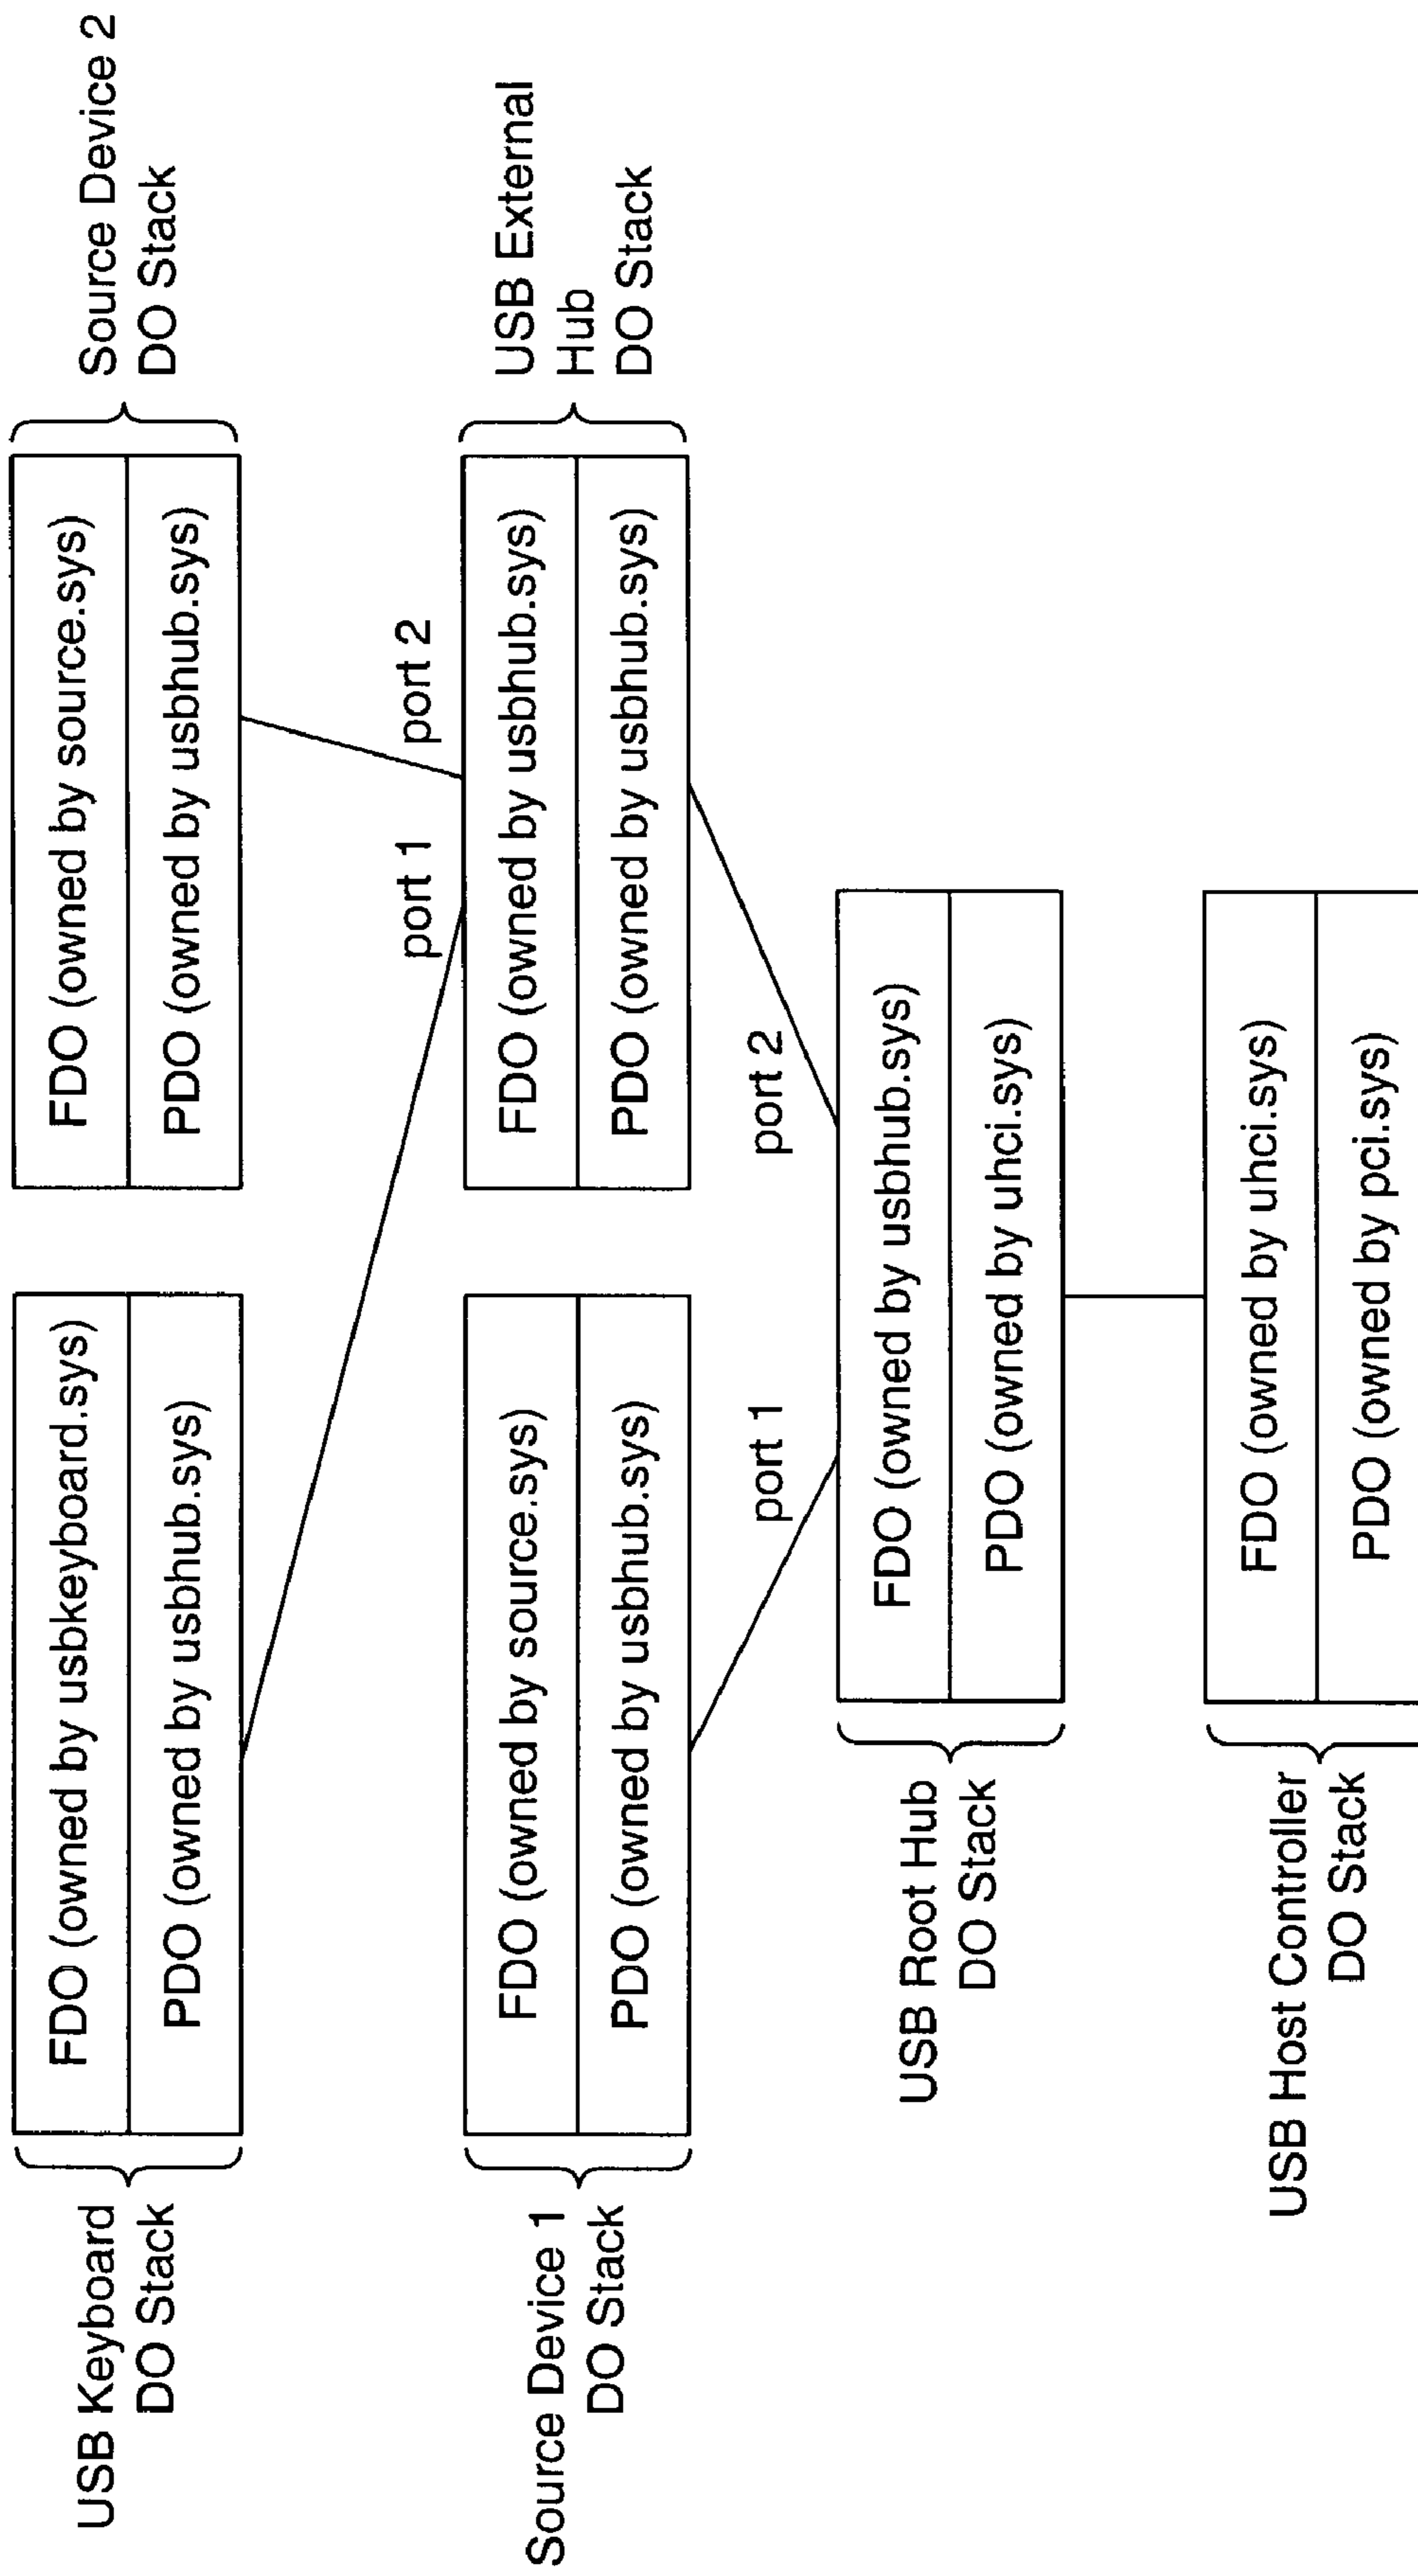 USB Keyboard
DO Stack
FDO (owned by usbkeyboard.sys)
PDO (owned by usbhub.sys)
FDO (owned by source.sys)
PDO (owned by usbhub.sys)
Source Device 2
DO Stack
port 1
port 2
Source Device 1
DO Stack
FDO (owned by source.sys)
PDO (owned by usbhub.sys)
FDO (owned by usbhub.sys)
PDO (owned by usbhub.sys)
USB External
Hub
DO Stack
port 1
port 2
USB Root Hub
DO Stack
FDO (owned by usbhub.sys)
PDO (owned by uhci.sys)
USB Host Controller
DO Stack
FDO (owned by uhci.sys)
PDO (owned by pci.sys)